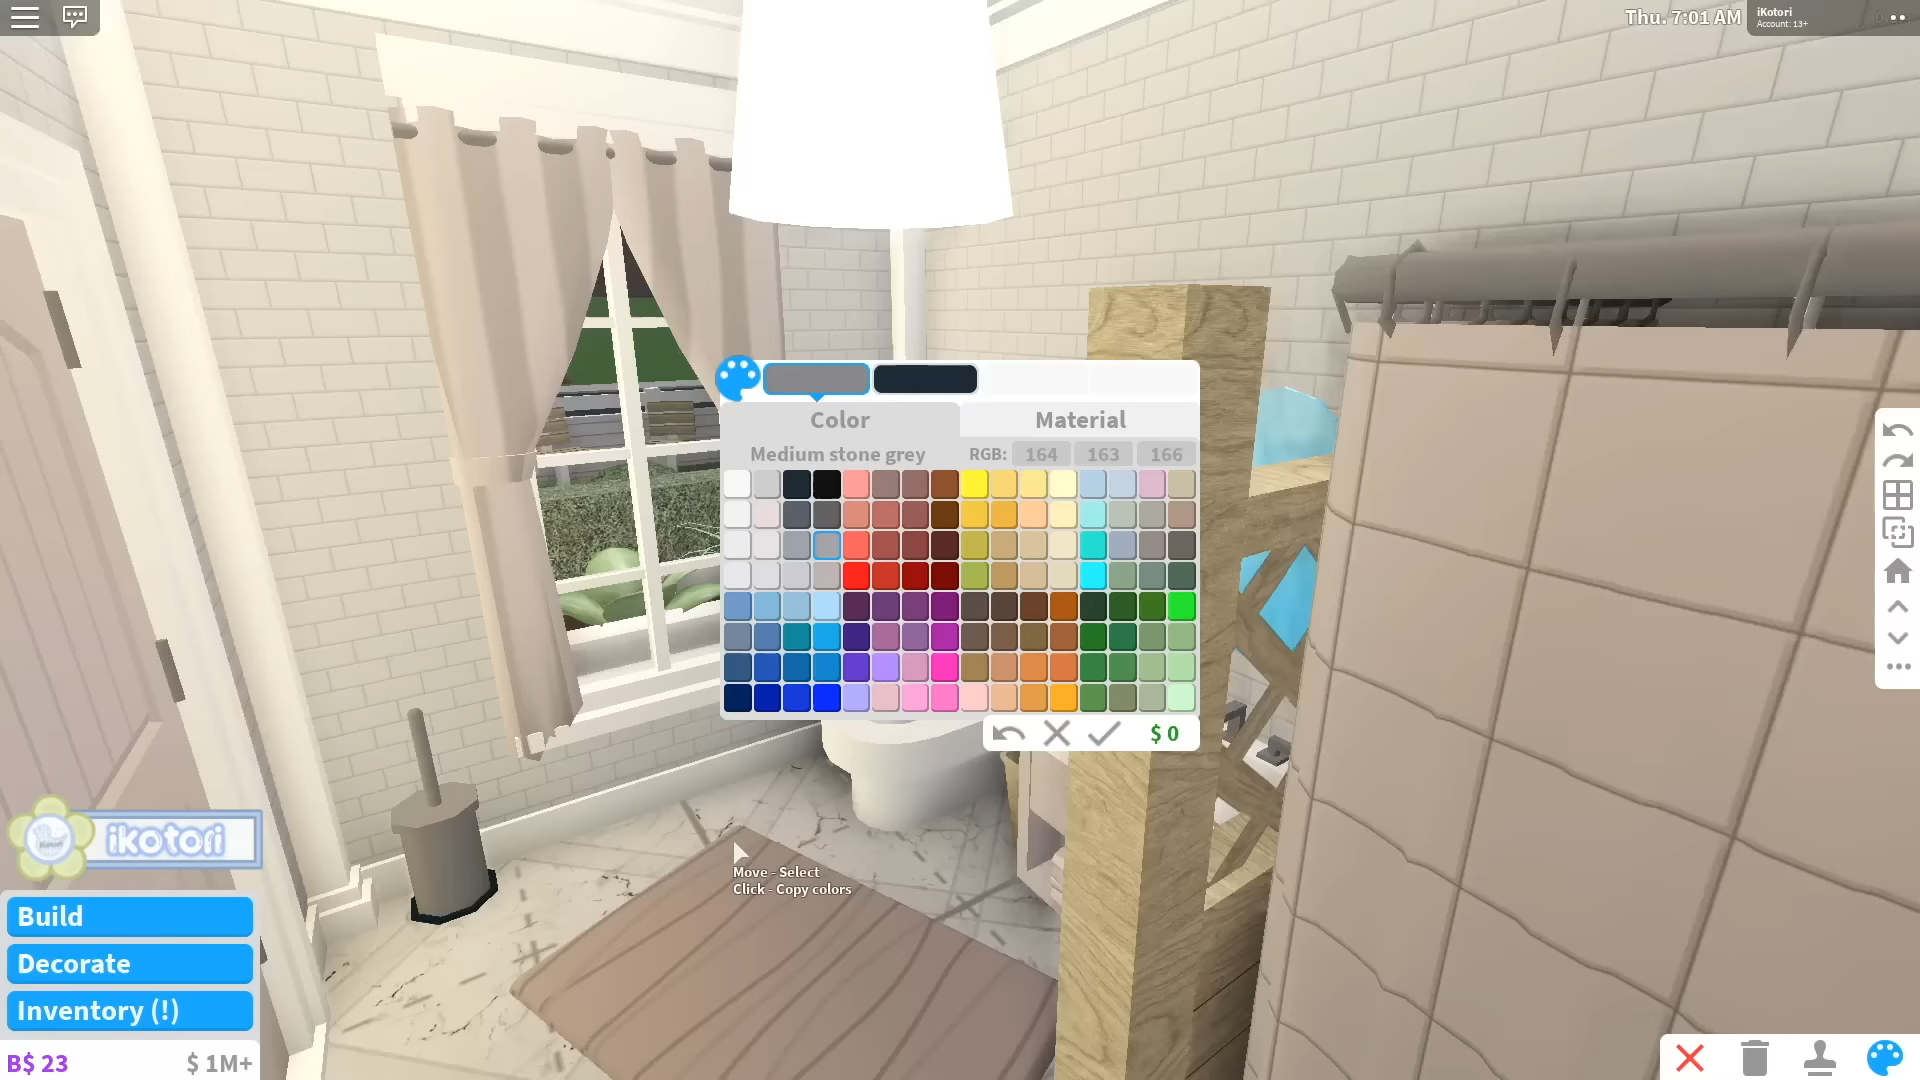 Thu. 7:01 AM
iKotori
Account: 13+
Color
Material
Medium stone grey
RGB: 164 163 166
$ 0
Move - Select
Click - Copy colors
ikotori
Build
Decorate
Inventory (!)
B$ 23
$ 1M+